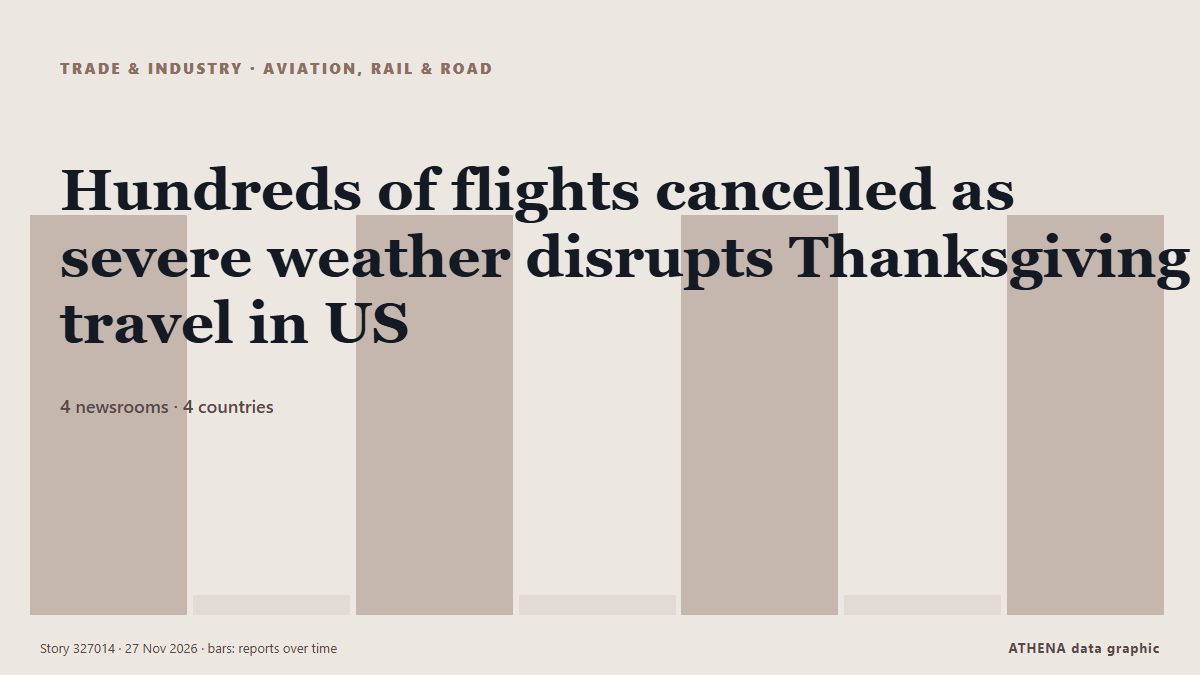 TRADE & INDUSTRY · AVIATION, RAIL & ROAD
Hundreds of flights cancelled as
severe weather disrupts Thanksgiving
travel in US
4 newsrooms · 4 countries
Story 327014 · 27 Nov 2026 · bars: reports over time
ATHENA data graphic